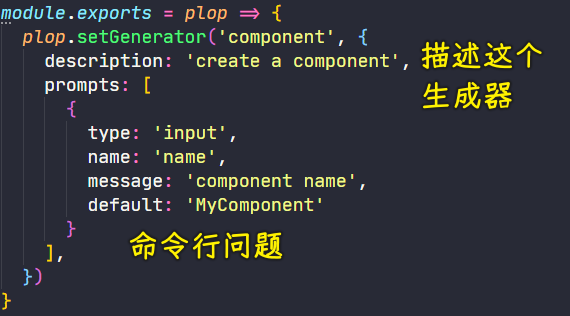 module.exports = plop => {
plop.setGenerator('component', {
description: 'create a component', 描述这个
生成器
prompts: [
{
type: 'input',
name: 'name',
message: 'component name',
default: 'MyComponent'
}
命令行问题
],
})
}